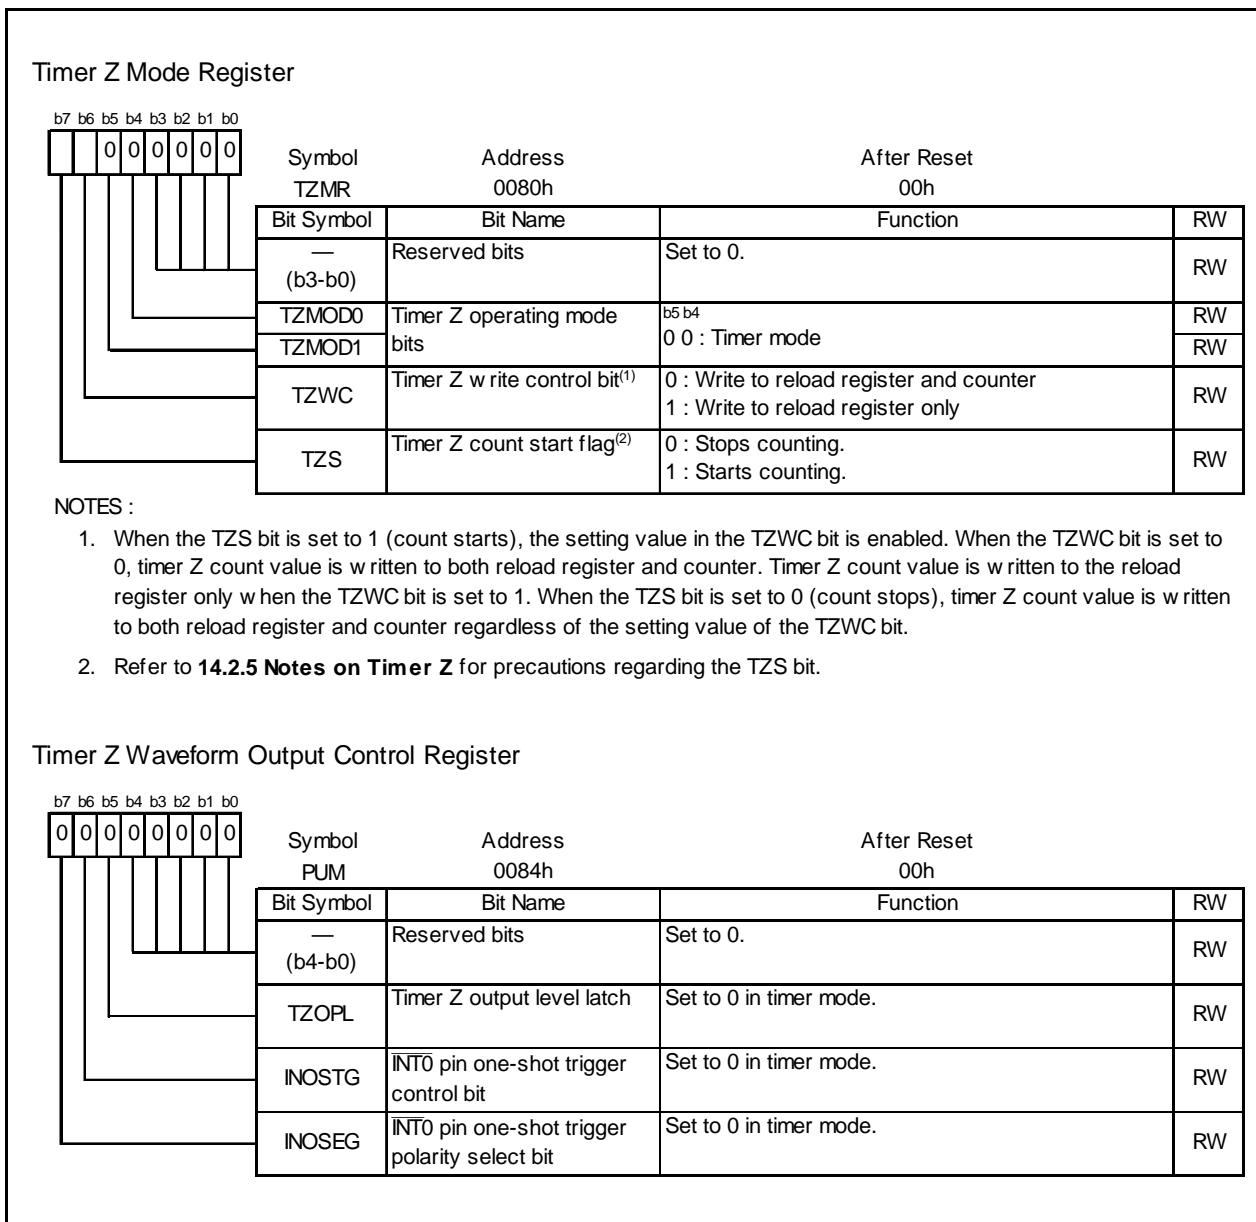 Timer Z Mode Register
b7 b6 b5 b4 b3 b2 b1 b0
0 0 0 0 0 0
Symbol Address After Reset
TZMR 0080h 00h
Bit Symbol Bit Name Function RW
— (b3-b0) Reserved bits Set to 0. RW
TZMOD0 Timer Z operating mode bits b5 b4 RW
TZMOD1 0 0 : Timer mode RW
TZWC Timer Z write control bit(1) 0 : Write to reload register and counter RW
1 : Write to reload register only
TZS Timer Z count start flag(2) 0 : Stops counting. RW
1 : Starts counting.
NOTES :
1. When the TZS bit is set to 1 (count starts), the setting value in the TZWC bit is enabled. When the TZWC bit is set to
0, timer Z count value is written to both reload register and counter. Timer Z count value is written to the reload
register only when the TZWC bit is set to 1. When the TZS bit is set to 0 (count stops), timer Z count value is written
to both reload register and counter regardless of the setting value of the TZWC bit.
2. Refer to 14.2.5 Notes on Timer Z for precautions regarding the TZS bit.
Timer Z Waveform Output Control Register
b7 b6 b5 b4 b3 b2 b1 b0
0 0 0 0 0 0 0 0
Symbol Address After Reset
PUM 0084h 00h
Bit Symbol Bit Name Function RW
— (b4-b0) Reserved bits Set to 0. RW
TZOPL Timer Z output level latch Set to 0 in timer mode. RW
INOSTG INT0 pin one-shot trigger control bit Set to 0 in timer mode. RW
INOSEG INT0 pin one-shot trigger polarity select bit Set to 0 in timer mode. RW